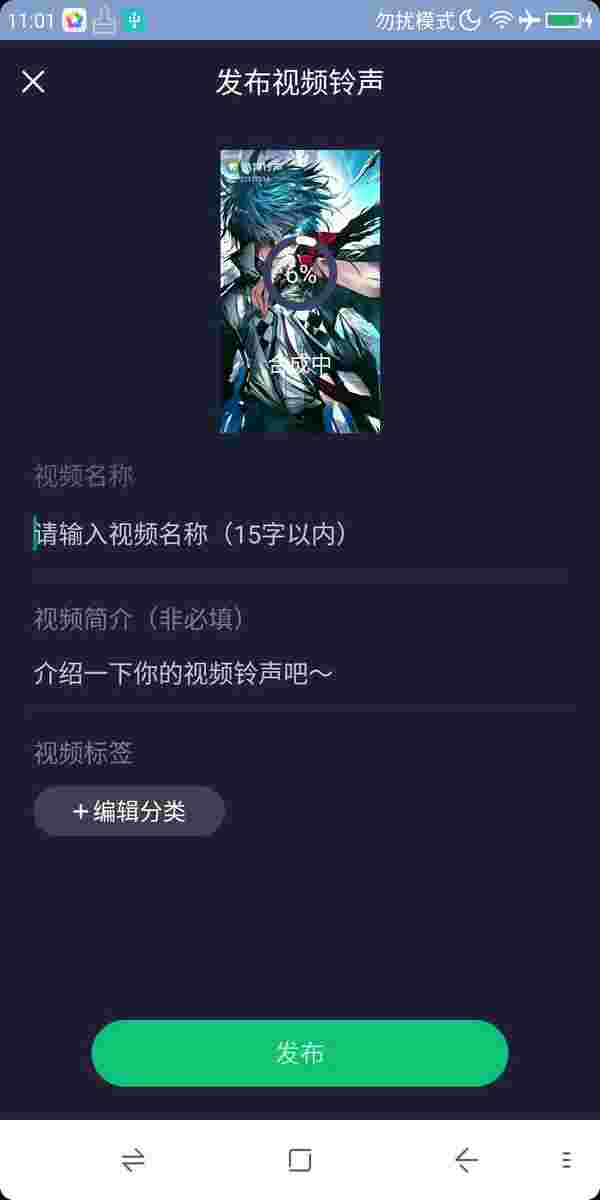 11:01
勿扰模式
发布视频铃声
6%
合成中
视频名称
请输入视频名称（15字以内）
视频简介（非必填）
介绍一下你的视频铃声吧～
视频标签
+编辑分类
发布